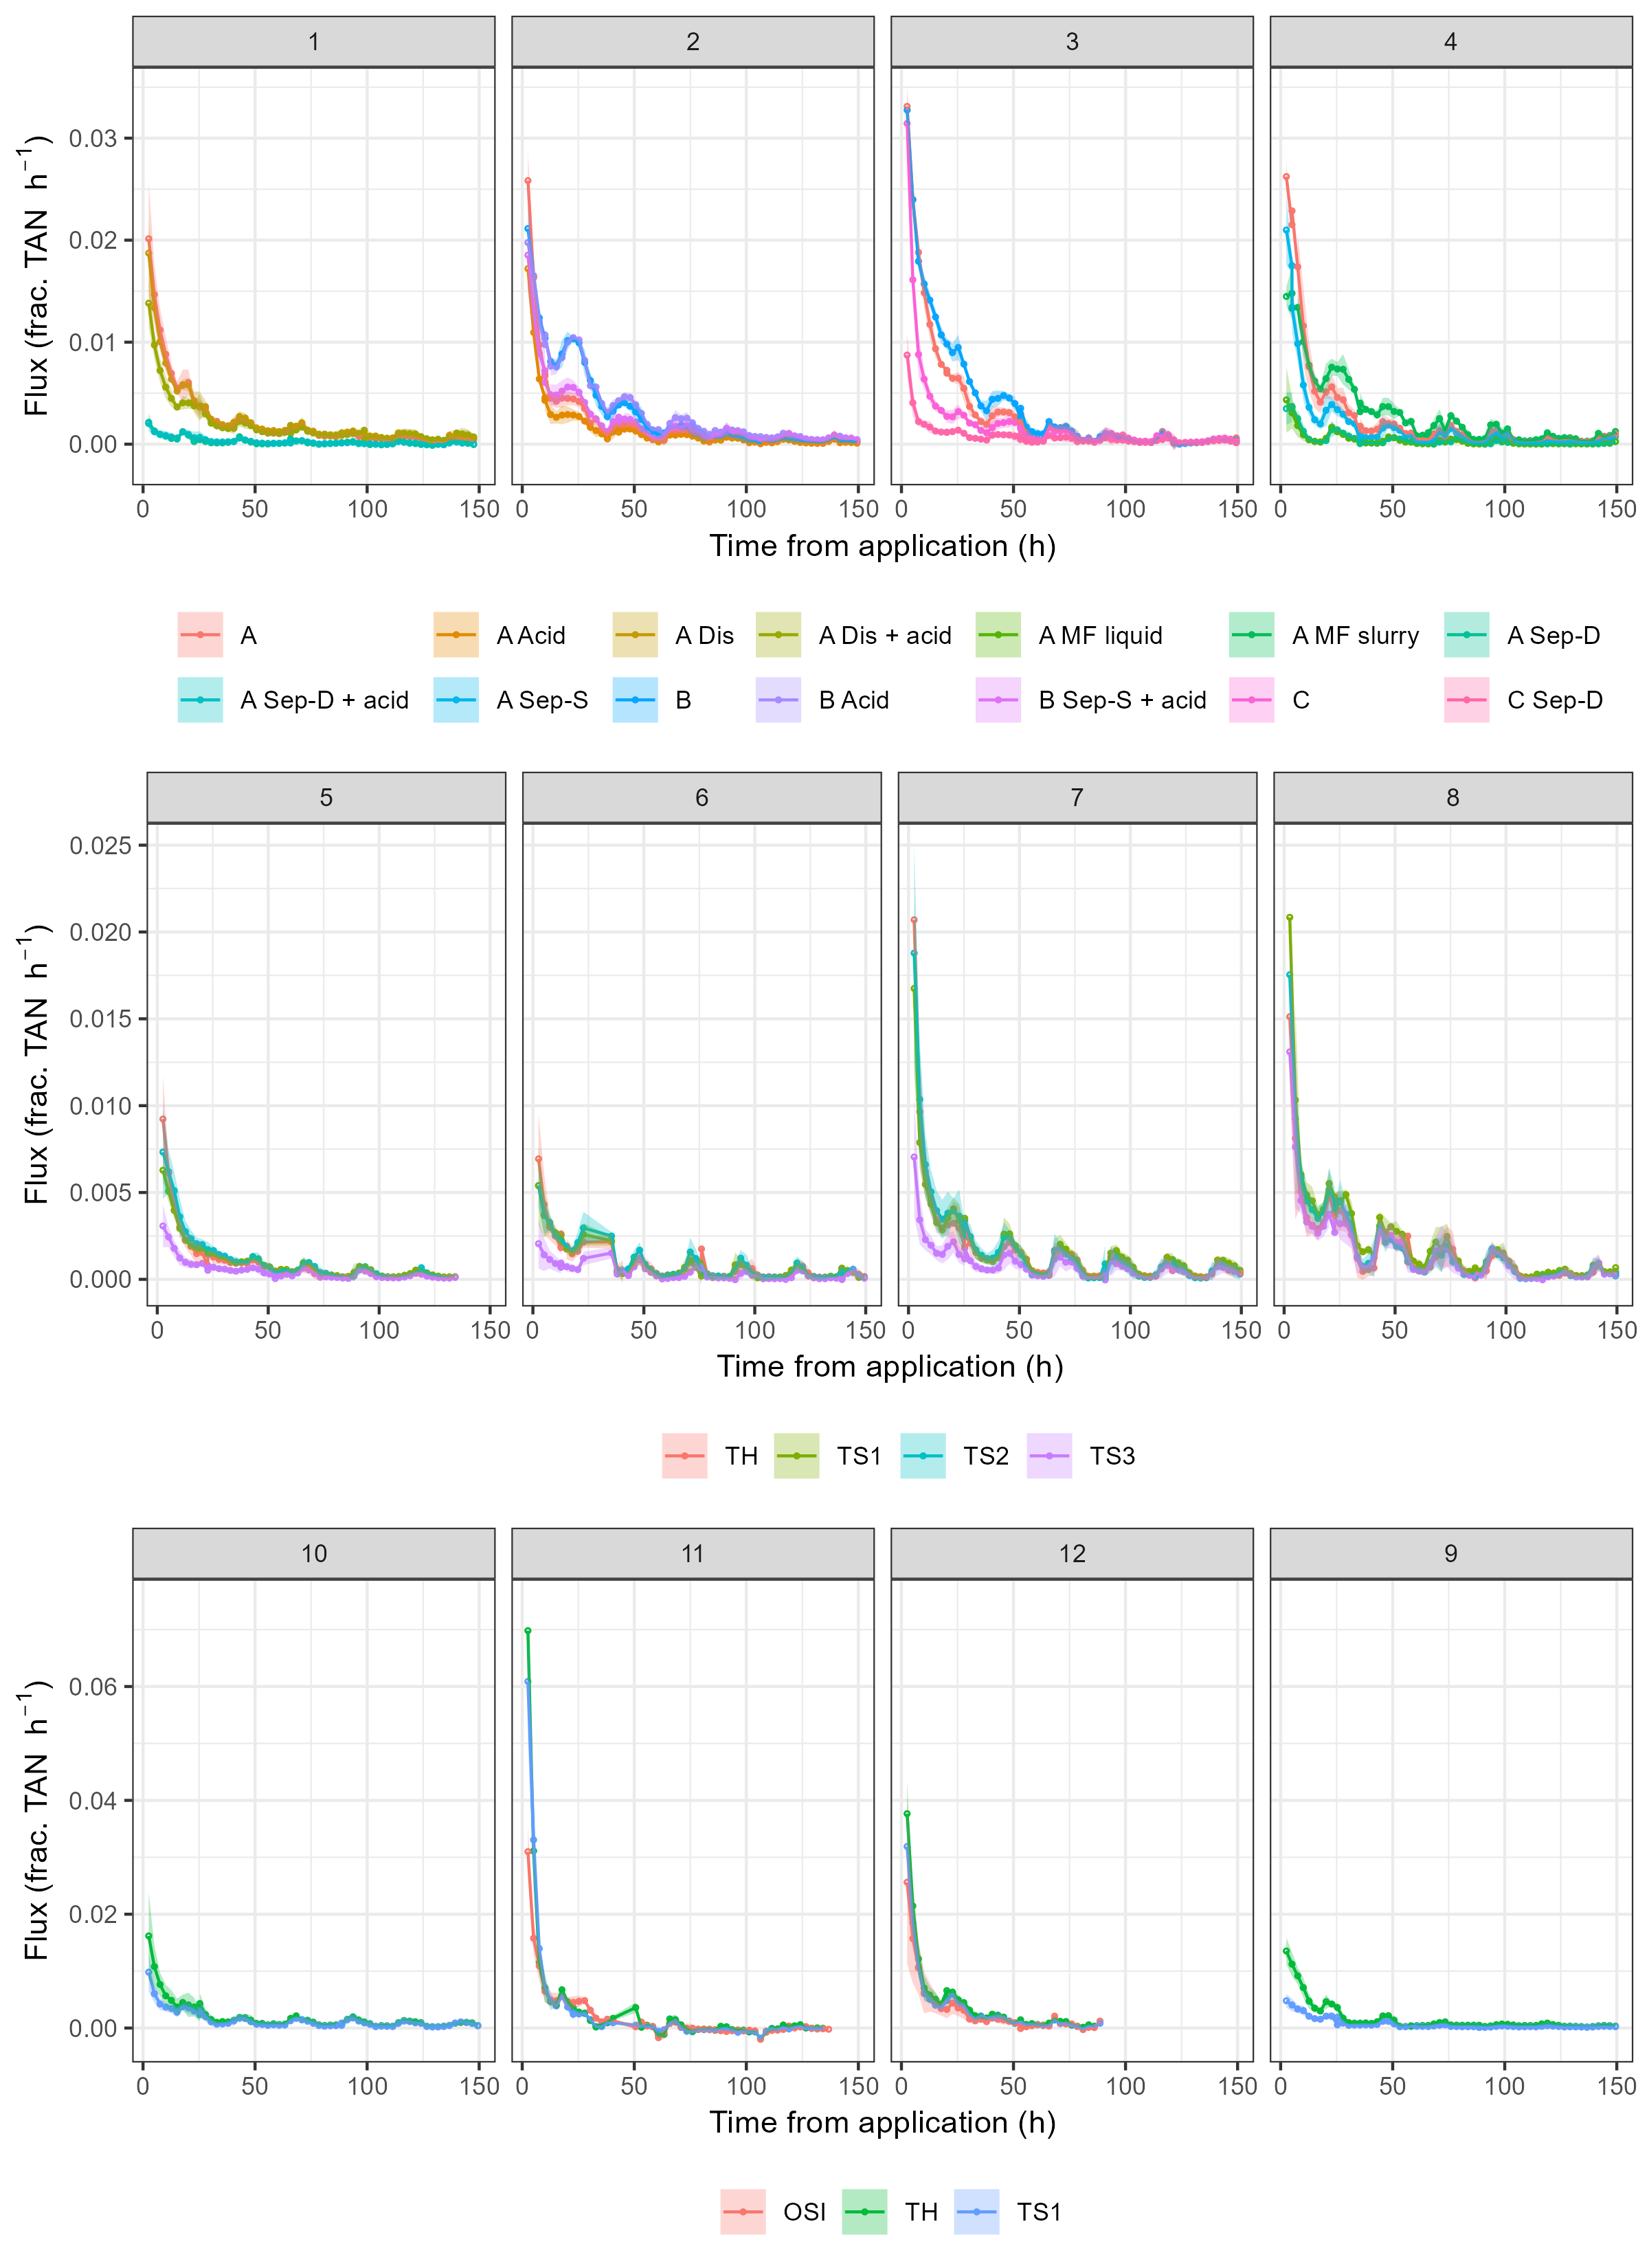 1 2 3 4
Flux (frac. TAN h⁻¹)
0.03
0.02
0.01
0.00
0 50 100 150 0 50 100 150 0 50 100 150 0 50 100 150
Time from application (h)
A A Acid A Dis A Dis + acid A MF liquid A MF slurry A Sep-D
A Sep-D + acid A Sep-S B B Acid B Sep-S + acid C C Sep-D
5 6 7 8
Flux (frac. TAN h⁻¹)
0.025
0.020
0.015
0.010
0.005
0.000
0 50 100 150 0 50 100 150 0 50 100 150 0 50 100 150
Time from application (h)
TH TS1 TS2 TS3
10 11 12 9
Flux (frac. TAN h⁻¹)
0.06
0.04
0.02
0.00
0 50 100 150 0 50 100 150 0 50 100 150 0 50 100 150
Time from application (h)
OSI TH TS1